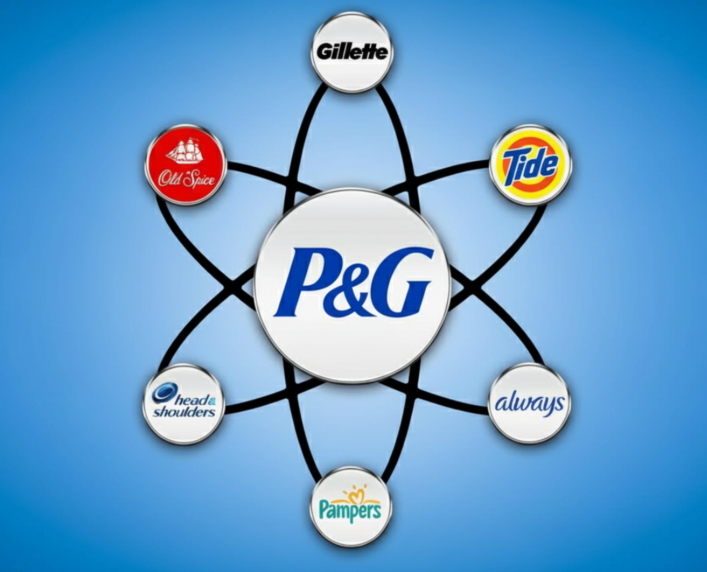 Gillette
Old Spice
Tide
P&G
head&
shoulders
always
Pampers